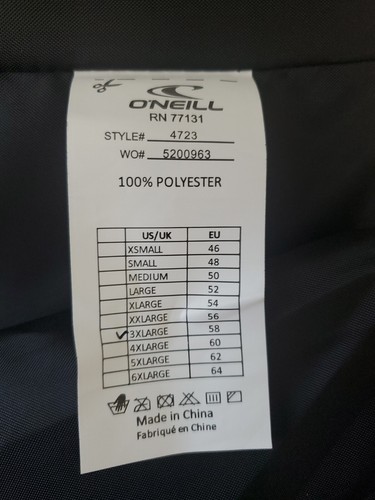 O'NEILL
RN 77131
STYLE# 4723
WO# 5200963
100% POLYESTER
US/UK EU
XSMALL 46
SMALL 48
MEDIUM 50
LARGE 52
XLARGE 54
XXLARGE 56
3XLARGE 58
4XLARGE 60
5XLARGE 62
6XLARGE 64
Made in China
Fabriqué en Chine